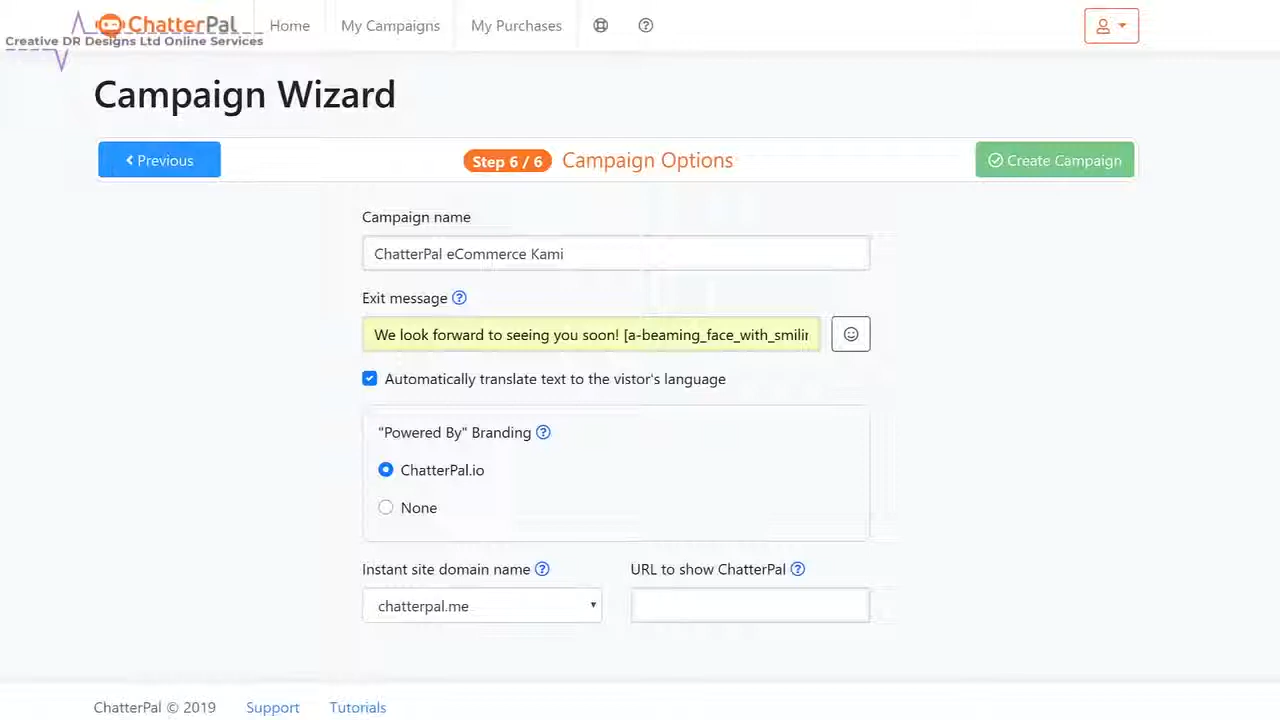 ChatterPal
Creative DR Designs Ltd Online Services
Home
My Campaigns
My Purchases
Campaign Wizard
Previous
Step 6 / 6
Campaign Options
Create Campaign
Campaign name
ChatterPal eCommerce Kami
Exit message
We look forward to seeing you soon! [a-beaming_face_with_smilin
Automatically translate text to the vistor's language
"Powered By" Branding
ChatterPal.io
None
Instant site domain name
URL to show ChatterPal
chatterpal.me
ChatterPal © 2019
Support
Tutorials